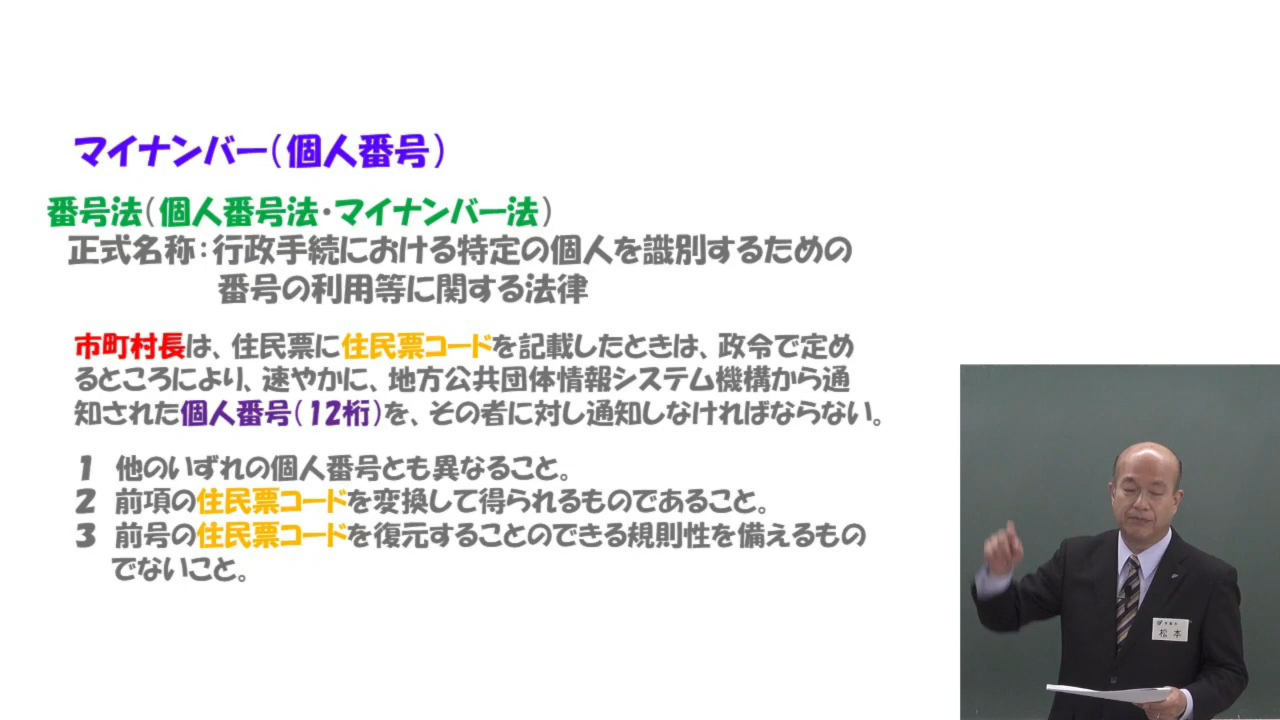 マイナンバー(個人番号)
番号法(個人番号法・マイナンバー法)
正式名称:行政手続における特定の個人を識別するための
番号の利用等に関する法律
市町村長は、住民票に住民票コードを記載したときは、政令で定め
るところにより、速やかに、地方公共団体情報システム機構から通
知された個人番号(12桁)を、その者に対し通知しなければならない。
1 他のいずれの個人番号とも異なること。
2 前項の住民票コードを変換して得られるものであること。
3 前号の住民票コードを復元することのできる規則性を備えるもの
でないこと。
松本